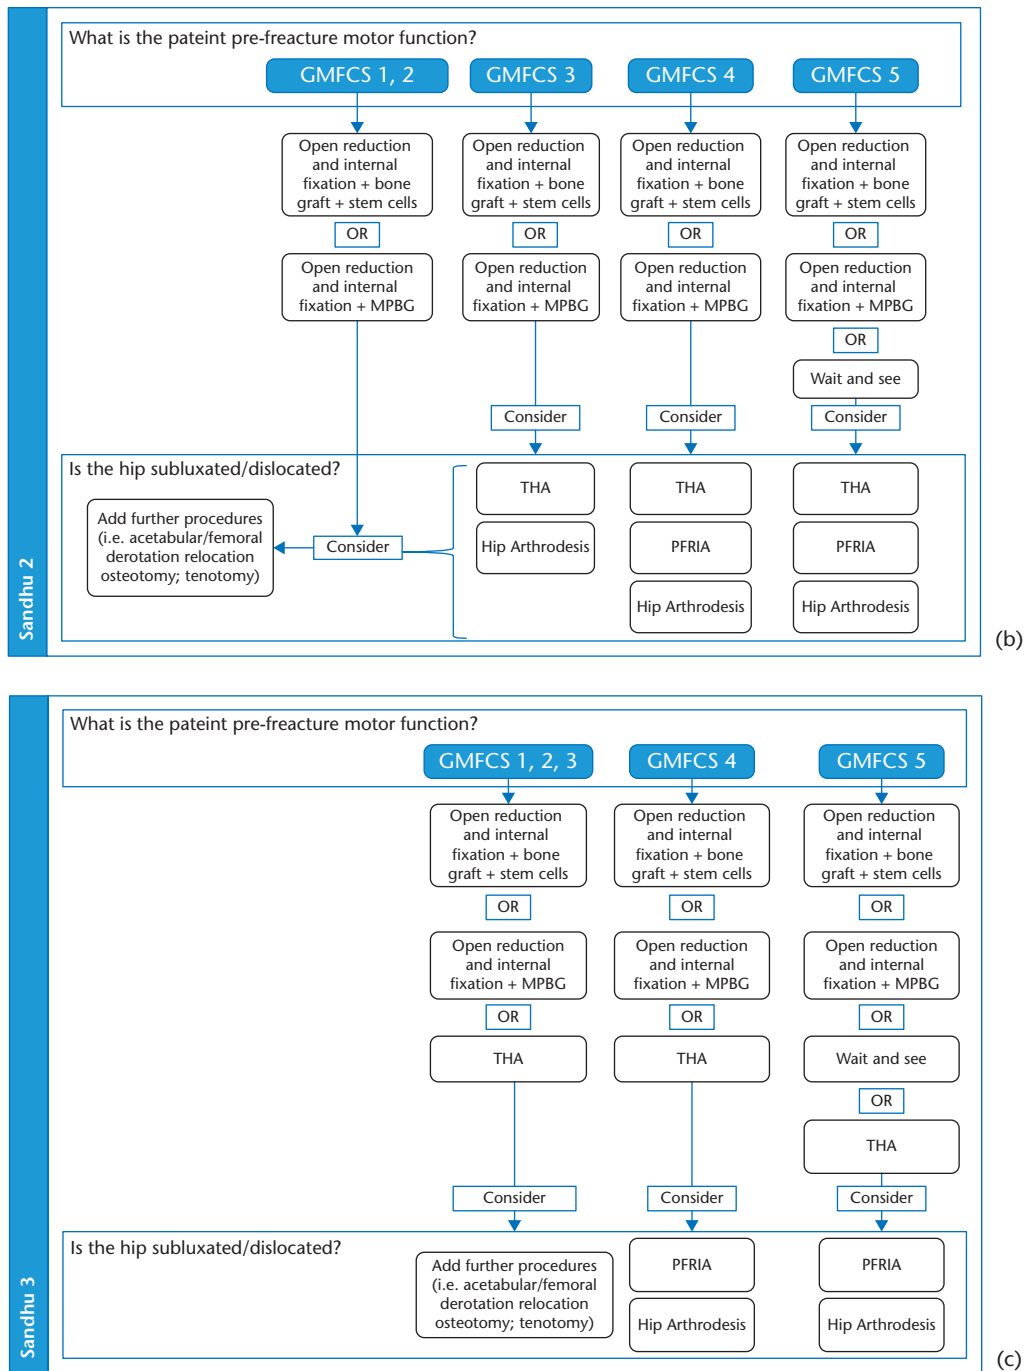 What is the pateint pre-freacture motor function?
GMFCS 1, 2
GMFCS 3
GMFCS 4
GMFCS 5
Open reduction
and internal
fixation + bone
graft + stem cells
Open reduction
and internal
fixation + bone
graft + stem cells
Open reduction
and internal
fixation + bone
graft + stem cells
Open reduction
and internal
fixation + bone
graft + stem cells
OR
OR
OR
OR
Open reduction
and internal
fixation + MPBG
Open reduction
and internal
fixation + MPBG
Open reduction
and internal
fixation + MPBG
Open reduction
and internal
fixation + MPBG
OR
Wait and see
Consider
Consider
Consider
Is the hip subluxated/dislocated?
Add further procedures
(i.e. acetabular/femoral
derotation relocation
osteotomy; tenotomy)
Consider
THA
Hip Arthrodesis
THA
PFRIA
Hip Arthrodesis
THA
PFRIA
Hip Arthrodesis
Sandhu 2
(b)
What is the pateint pre-freacture motor function?
GMFCS 1, 2, 3
GMFCS 4
GMFCS 5
Open reduction
and internal
fixation + bone
graft + stem cells
Open reduction
and internal
fixation + bone
graft + stem cells
Open reduction
and internal
fixation + bone
graft + stem cells
OR
OR
OR
Open reduction
and internal
fixation + MPBG
Open reduction
and internal
fixation + MPBG
Open reduction
and internal
fixation + MPBG
OR
OR
OR
THA
THA
Wait and see
OR
THA
Consider
Consider
Consider
Is the hip subluxated/dislocated?
Add further procedures
(i.e. acetabular/femoral
derotation relocation
osteotomy; tenotomy)
PFRIA
Hip Arthrodesis
PFRIA
Hip Arthrodesis
Sandhu 3
(c)